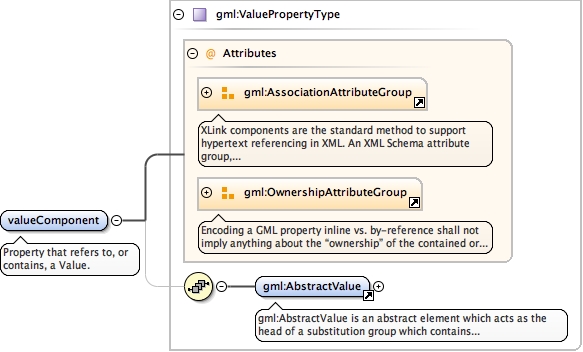 gml:ValuePropertyType
@ Attributes
gml:AssociationAttributeGroup
XLink components are the standard method to support
hypertext referencing in XML. An XML Schema attribute
group,...
gml:OwnershipAttributeGroup
Encoding a GML property inline vs. by-reference shall not
imply anything about the “ownership” of the contained or...
valueComponent
Property that refers to, or
contains, a Value.
gml:AbstractValue
gml:AbstractValue is an abstract element which acts as the
head of a substitution group which contains...